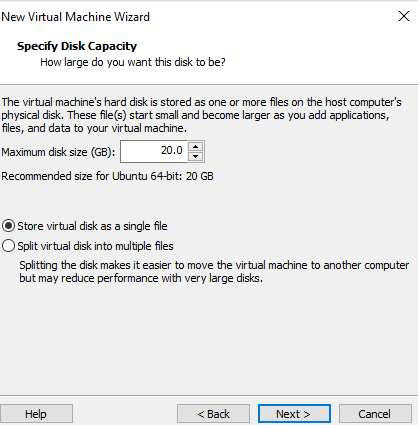 New Virtual Machine Wizard
Specify Disk Capacity
How large do you want this disk to be?
The virtual machine's hard disk is stored as one or more files on the host computer's
physical disk. These file(s) start small and become larger as you add applications,
files, and data to your virtual machine.
Maximum disk size (GB): 20.0
Recommended size for Ubuntu 64-bit: 20 GB
Store virtual disk as a single file
Split virtual disk into multiple files
Splitting the disk makes it easier to move the virtual machine to another computer
but may reduce performance with very large disks.
Help < Back Next > Cancel